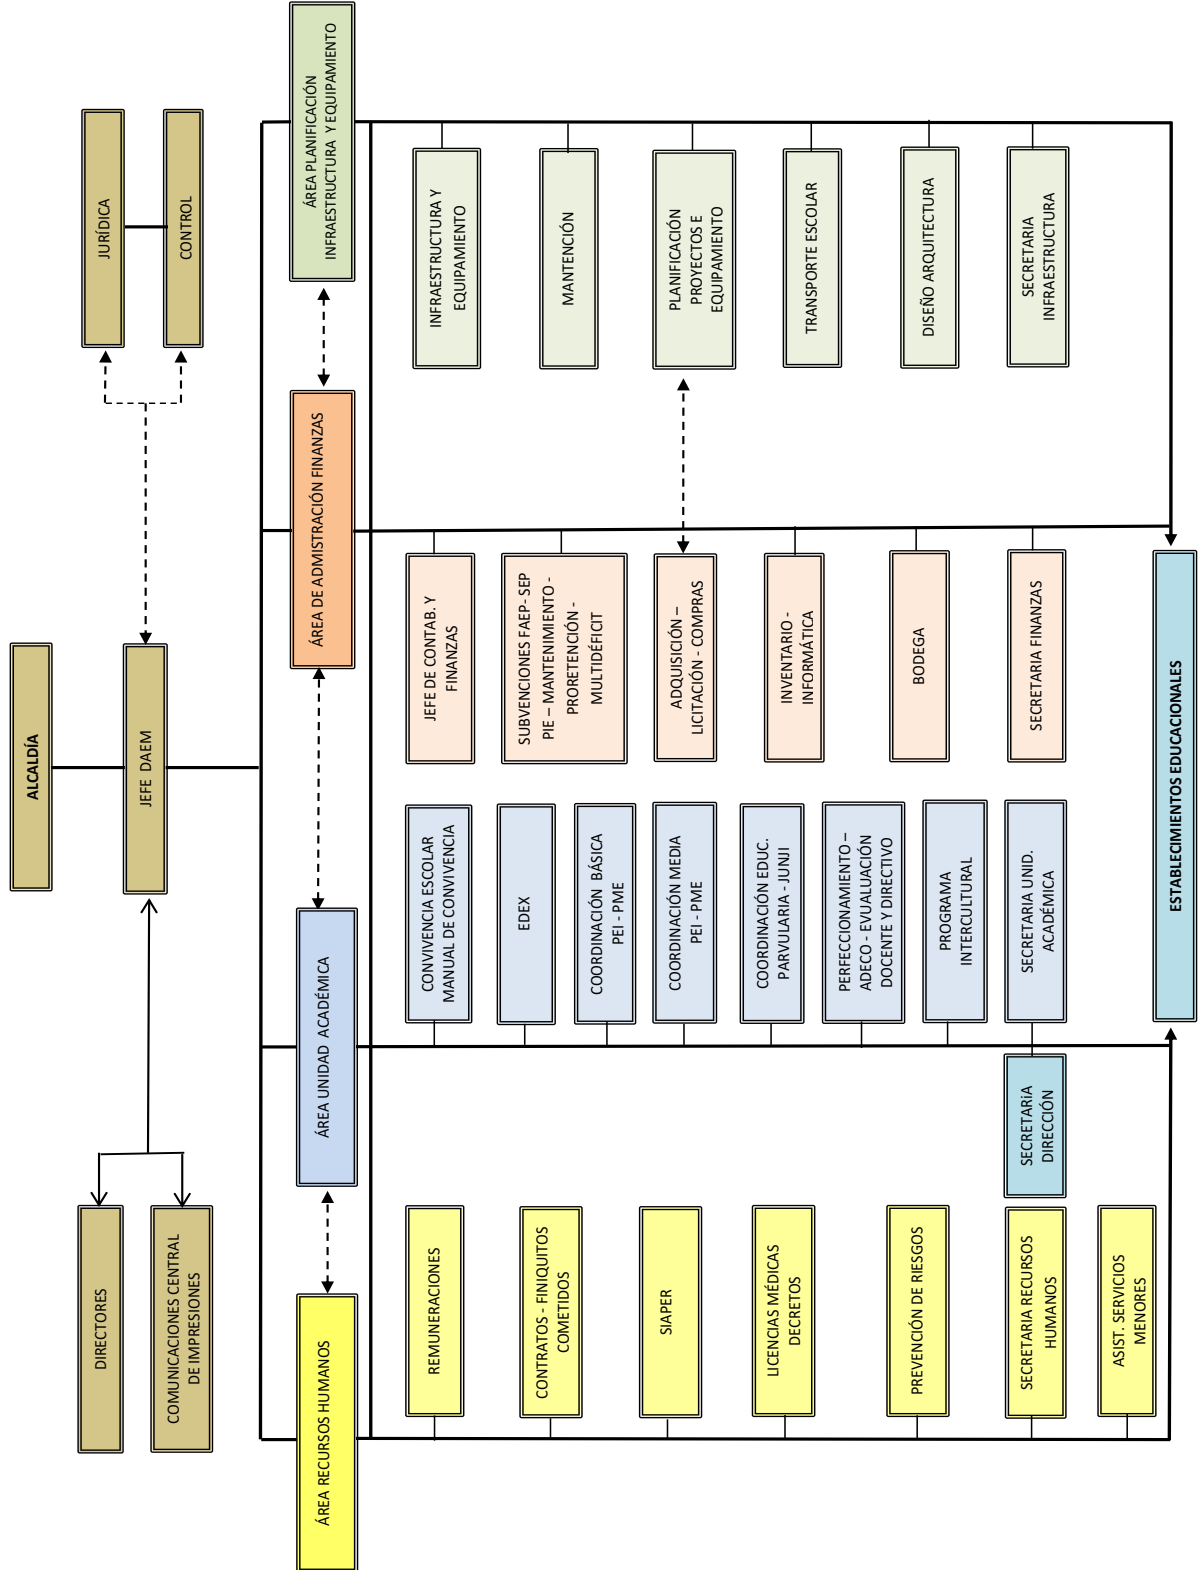 ALCALDÍA
JEFE DAEM
DIRECTORES
COMUNICACIONES CENTRAL
DE IMPRESIONES
JURÍDICA
CONTROL
ÁREA RECURSOS HUMANOS
ÁREA UNIDAD ACADÉMICA
ÁREA DE ADMISTRACIÓN FINANZAS
ÁREA PLANIFICACIÓN
INFRAESTRUCTURA Y EQUIPAMIENTO
REMUNERACIONES
CONTRATOS - FINIQUITOS
COMETIDOS
SIAPER
LICENCIAS MÉDICAS
DECRETOS
PREVENCIÓN DE RIESGOS
SECRETARIA RECURSOS
HUMANOS
ASIST. SERVICIOS
MENORES
SECRETARiA
DIRECCIÓN
CONVIVENCIA ESCOLAR
MANUAL DE CONVIVENCIA
EDEX
COORDINACIÓN BÁSICA
PEI - PME
COORDINACIÓN MEDIA
PEI - PME
COORDINACIÓN EDUC.
PARVULARIA - JUNJI
PERFECCIONAMIENTO –
ADECO - EVUALUACIÓN
DOCENTE Y DIRECTIVO
PROGRAMA
INTERCULTURAL
SECRETARIA UNID.
ACADÉMICA
JEFE DE CONTAB. Y
FINANZAS
SUBVENCIONES FAEP- SEP
PIE – MANTENIMIENTO -
PRORETENCIÓN -
MULTIDÉFICIT
ADQUISICIÓN –
LICITACIÓN - COMPRAS
INVENTARIO -
INFORMÁTICA
BODEGA
SECRETARIA FINANZAS
INFRAESTRUCTURA Y
EQUIPAMIENTO
MANTENCIÓN
PLANIFICACIÓN
PROYECTOS E
EQUIPAMIENTO
TRANSPORTE ESCOLAR
DISEÑO ARQUITECTURA
SECRETARIA
INFRAESTRUCTURA
ESTABLECIMIENTOS EDUCACIONALES